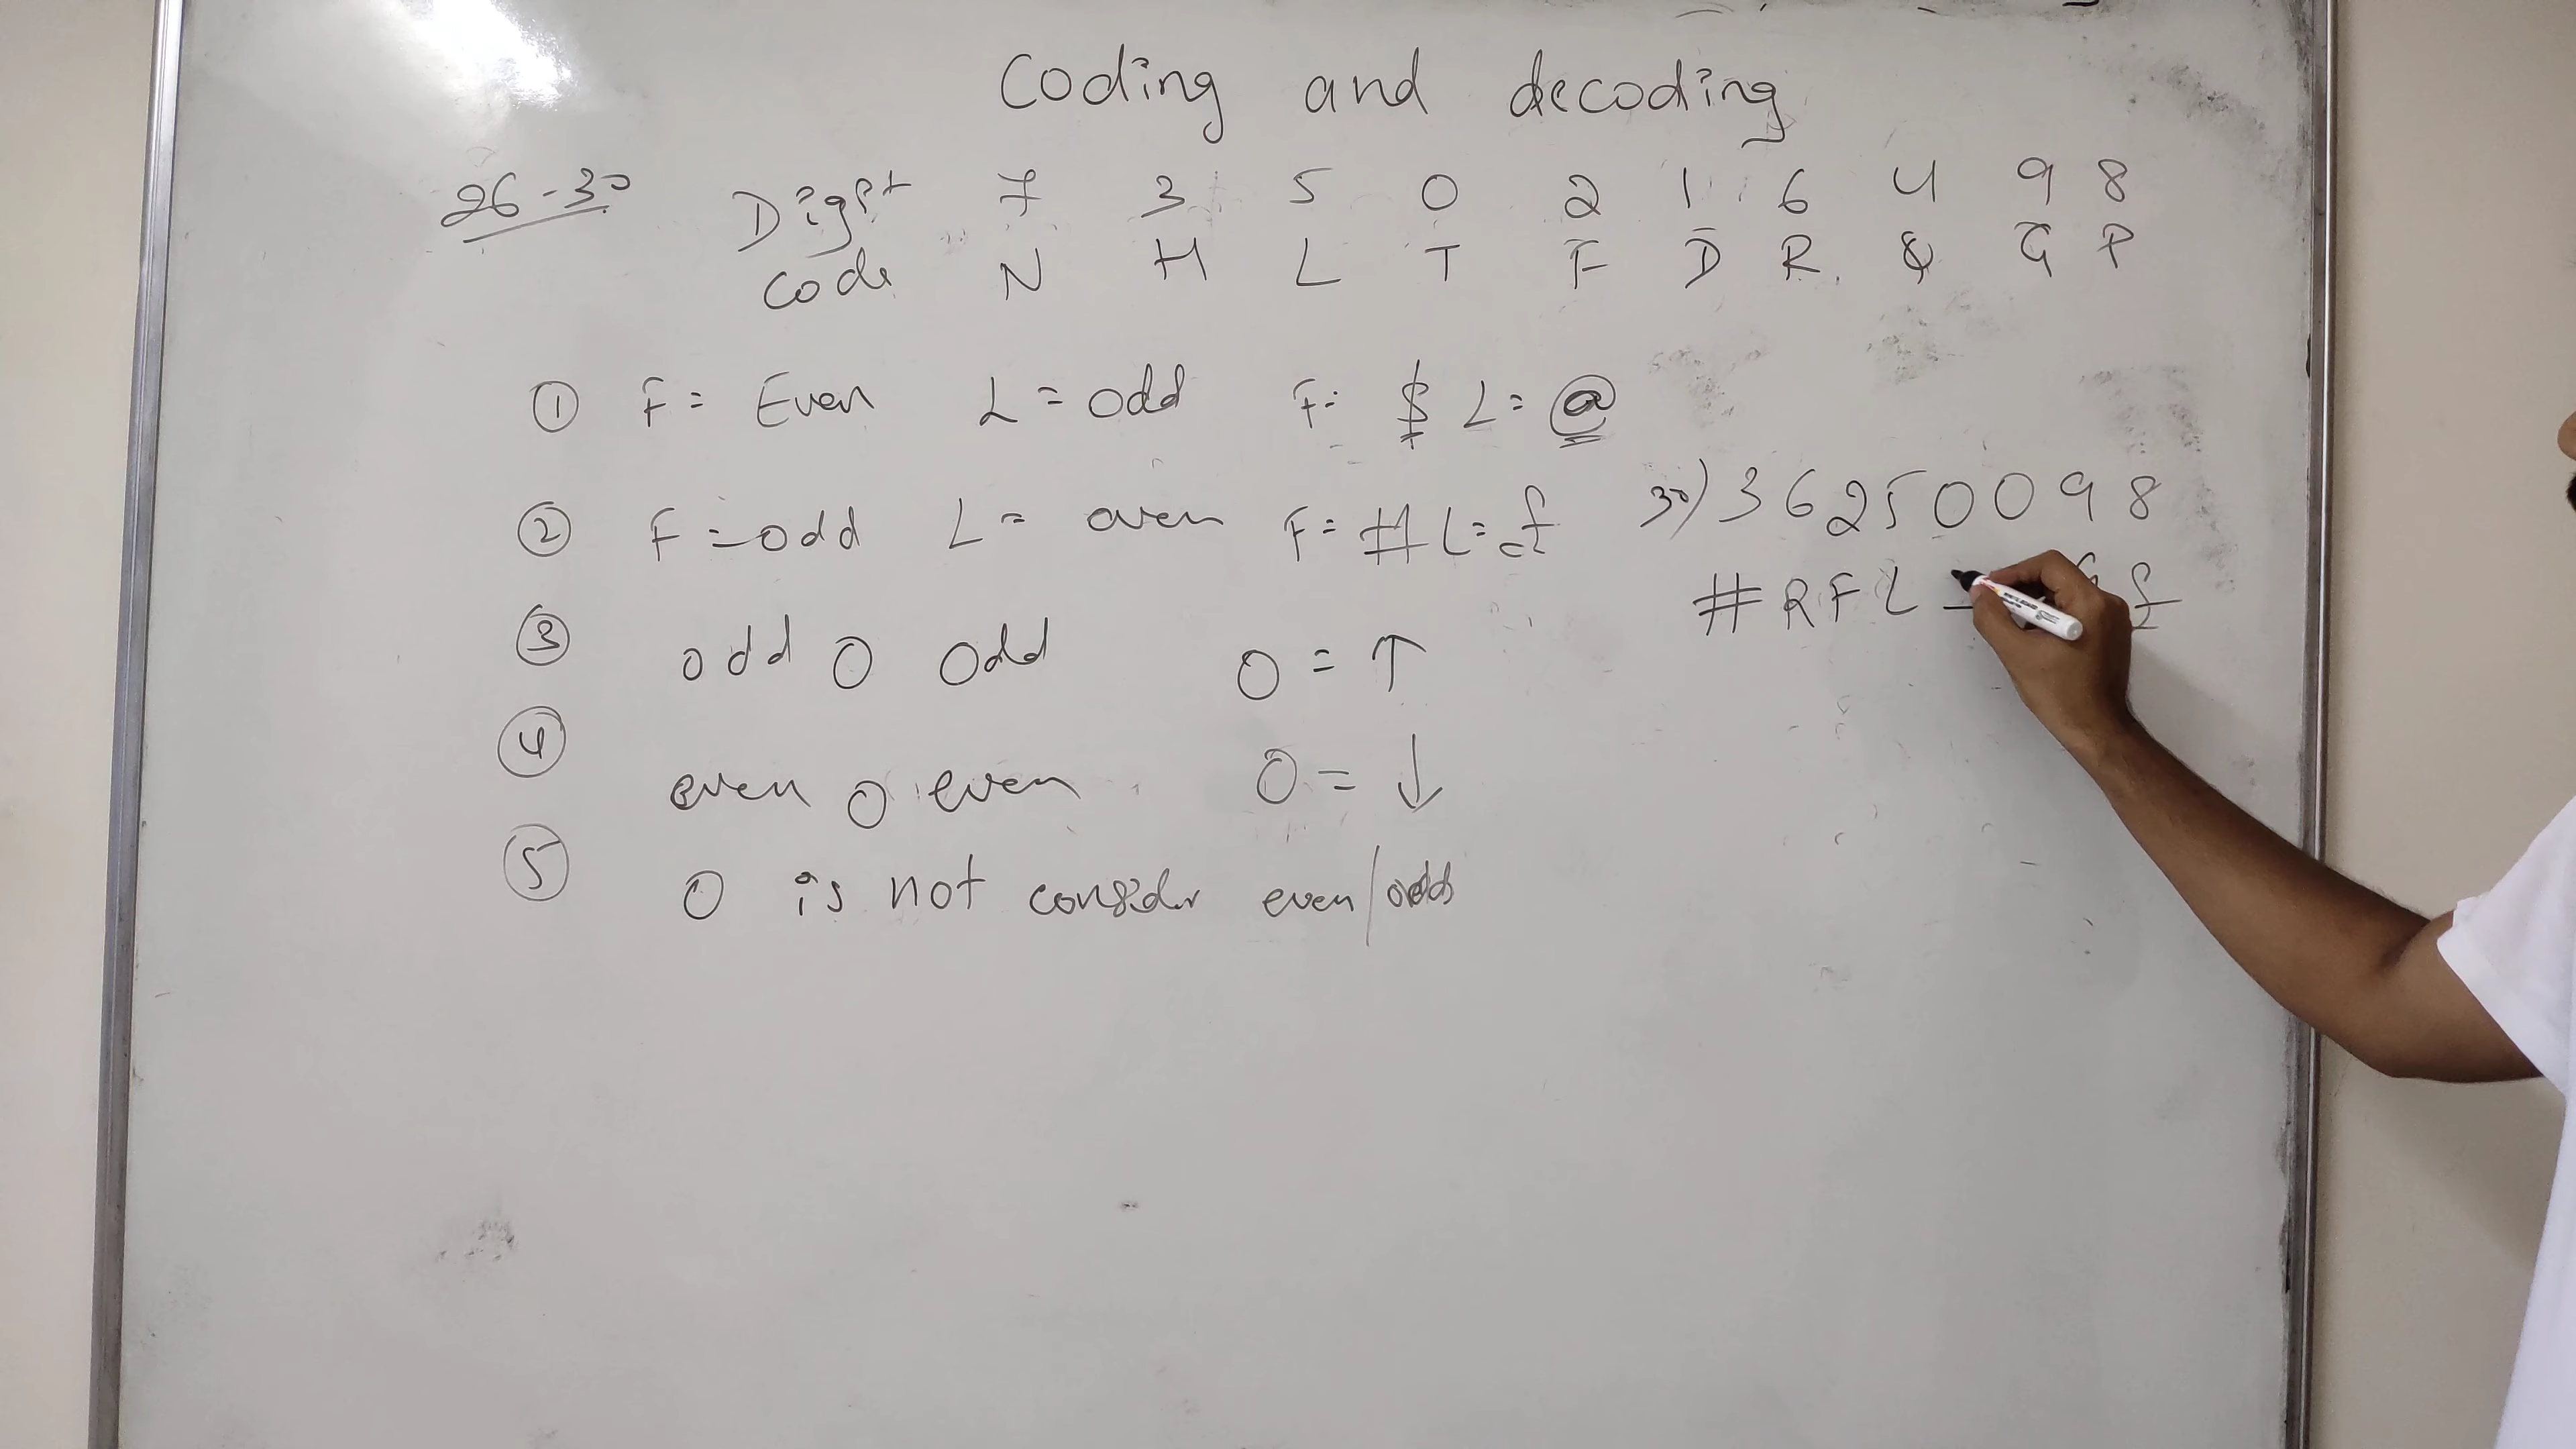 Coding and decoding
26-30 Digit 7 3 5 0 2 1 6 4 9 8
Code N H L T F D R Q G P
① F = Even L = odd F= $ L= @
② F = odd L = even F= # L= £
③ odd 0 odd 0 = ↑
④ even 0 even 0 = ↓
⑤ 0 is not consider even/odd
30) 3 6 2 5 0 0 9 8
# R F L £